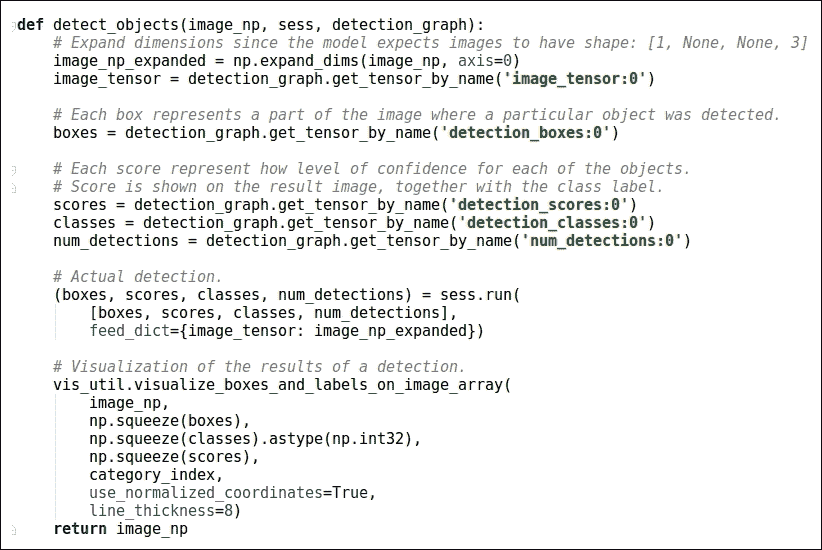 def detect_objects(image_np, sess, detection_graph):
    # Expand dimensions since the model expects images to have shape: [1, None, None, 3]
    image_np_expanded = np.expand_dims(image_np, axis=0)
    image_tensor = detection_graph.get_tensor_by_name('image_tensor:0')

    # Each box represents a part of the image where a particular object was detected.
    boxes = detection_graph.get_tensor_by_name('detection_boxes:0')

    # Each score represent how level of confidence for each of the objects.
    # Score is shown on the result image, together with the class label.
    scores = detection_graph.get_tensor_by_name('detection_scores:0')
    classes = detection_graph.get_tensor_by_name('detection_classes:0')
    num_detections = detection_graph.get_tensor_by_name('num_detections:0')

    # Actual detection.
    (boxes, scores, classes, num_detections) = sess.run(
        [boxes, scores, classes, num_detections],
        feed_dict={image_tensor: image_np_expanded})

    # Visualization of the results of a detection.
    vis_util.visualize_boxes_and_labels_on_image_array(
        image_np,
        np.squeeze(boxes),
        np.squeeze(classes).astype(np.int32),
        np.squeeze(scores),
        category_index,
        use_normalized_coordinates=True,
        line_thickness=8)
    return image_np